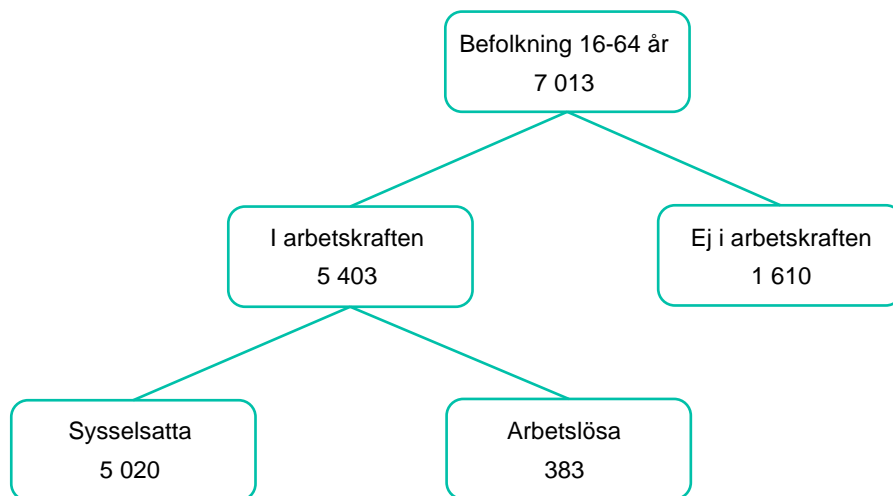 Befolkning 16-64 år
7 013
I arbetskraften
5 403
Ej i arbetskraften
1 610
Sysselsatta
5 020
Arbetslösa
383